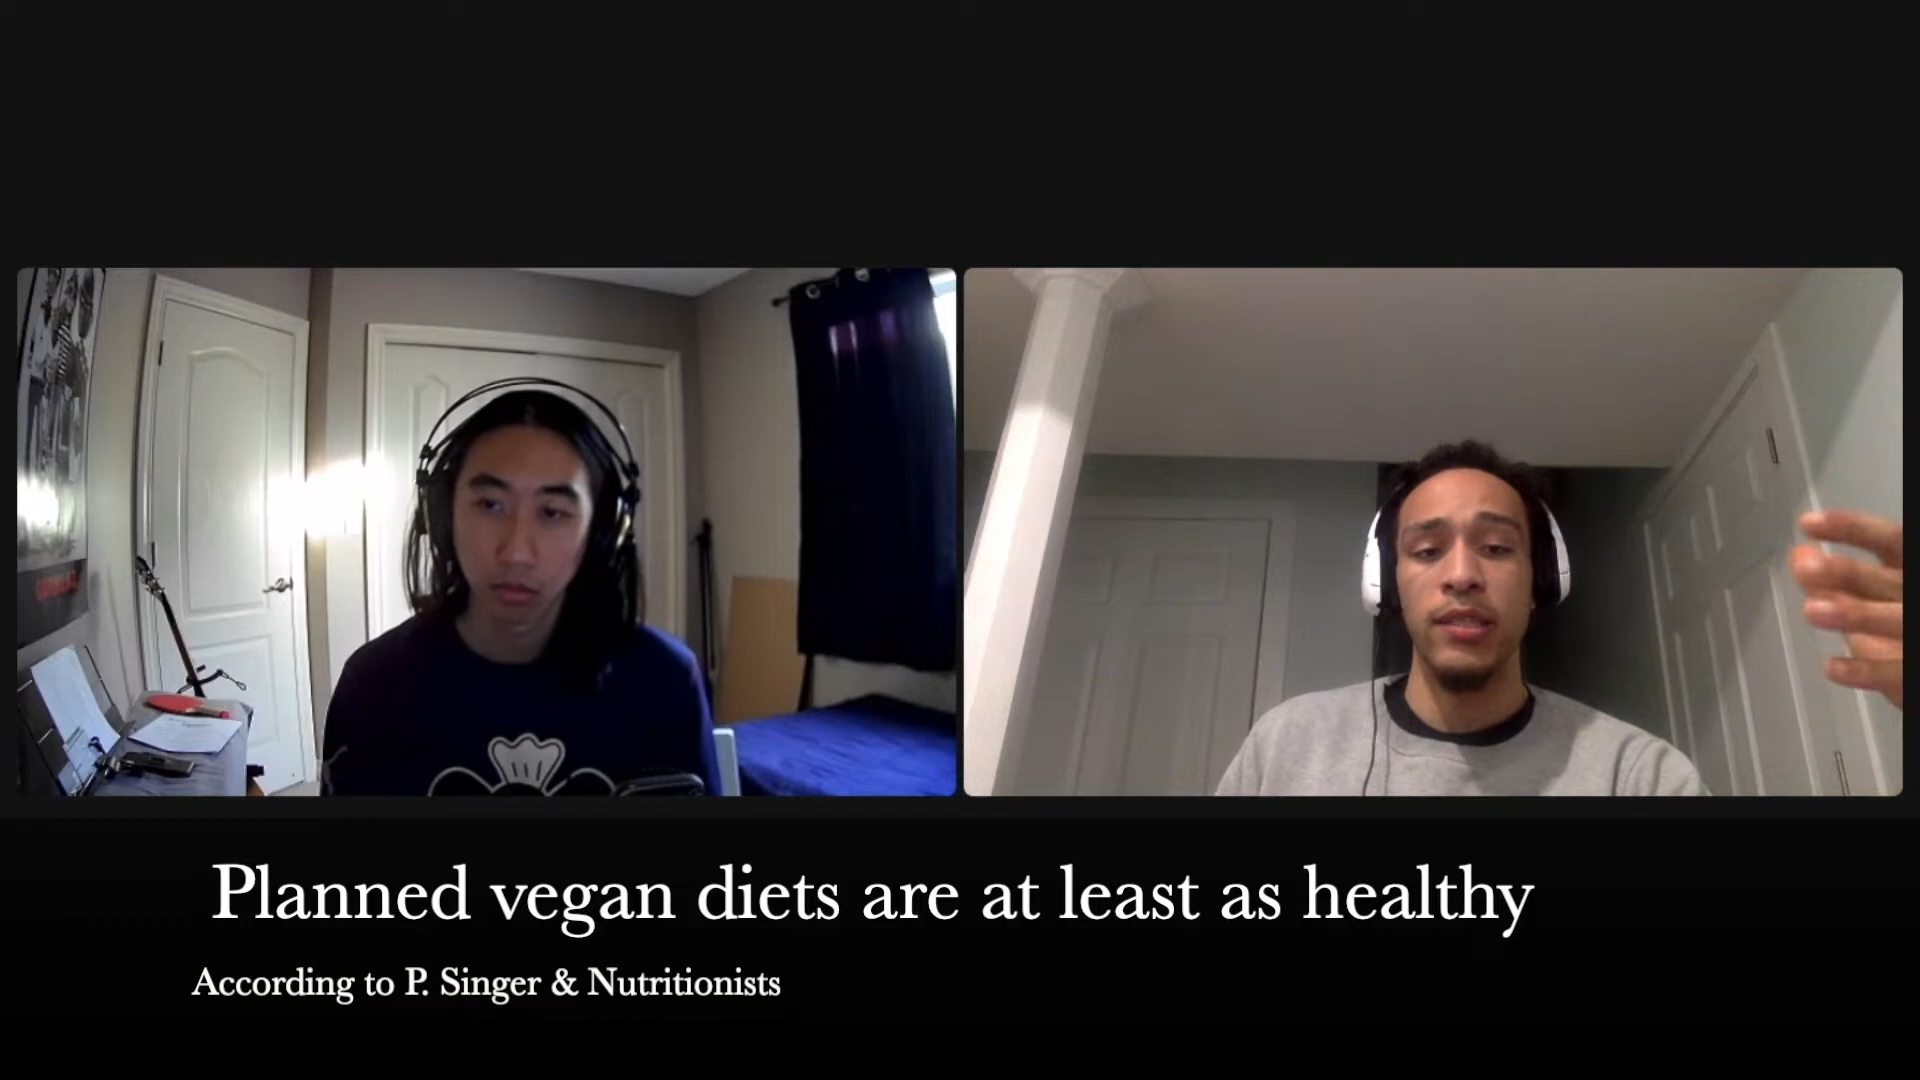 Planned vegan diets are at least as healthy
According to P. Singer & Nutritionists